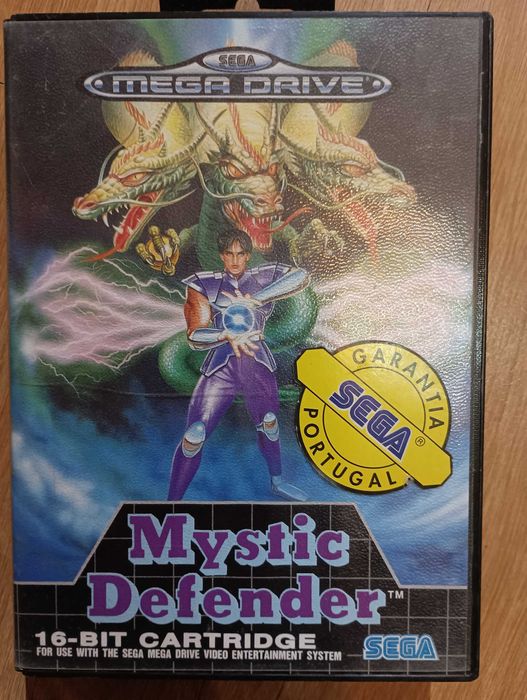 SEGA
MEGA DRIVE
GARANTIA
SEGA®
PORTUGAL
Mystic
Defender™
16-BIT CARTRIDGE
FOR USE WITH THE SEGA MEGA DRIVE VIDEO ENTERTAINMENT SYSTEM
SEGA